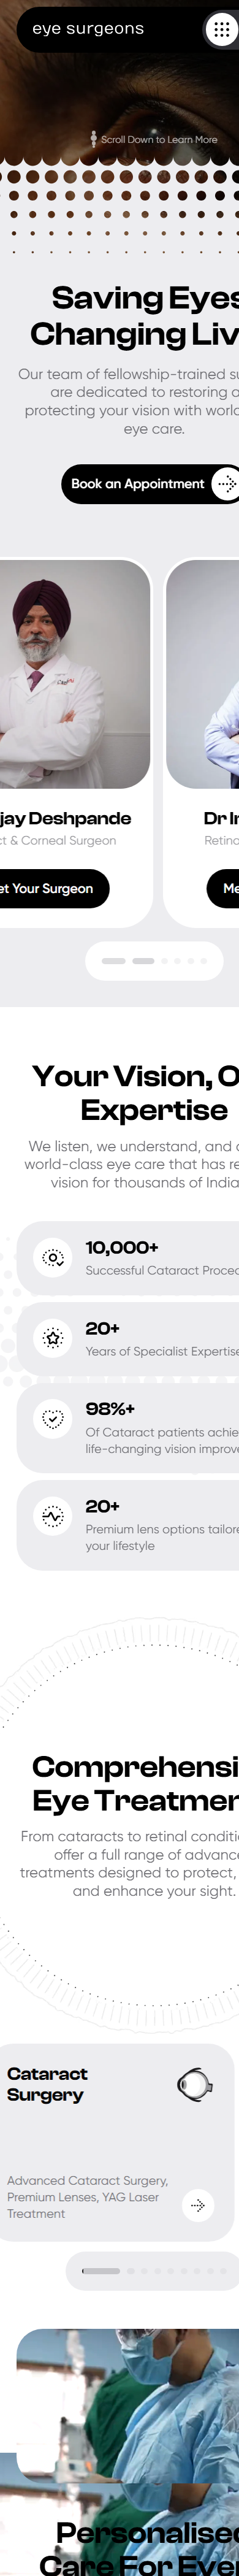 eye surgeons
Scroll Down to Learn More
Saving Eyes
Changing Liv
Our team of fellowship-trained su
are dedicated to restoring a
protecting your vision with world
eye care.
Book an Appointment
jay Deshpande
Dr I
ct & Corneal Surgeon
Retina
et Your Surgeon
Me
Your Vision, O
Expertise
We listen, we understand, and
world-class eye care that has re
vision for thousands of India
10,000+
Successful Cataract Proced
20+
Years of Specialist Expertise
98%+
Of Cataract patients achie
life-changing vision improve
20+
Premium lens options tailore
your lifestyle
Comprehensi
Eye Treatmen
From cataracts to retinal conditio
offer a full range of advance
treatments designed to protect,
and enhance your sight.
Cataract
Surgery
Advanced Cataract Surgery,
Premium Lenses, YAG Laser
Treatment
Personalised
Care For Eve